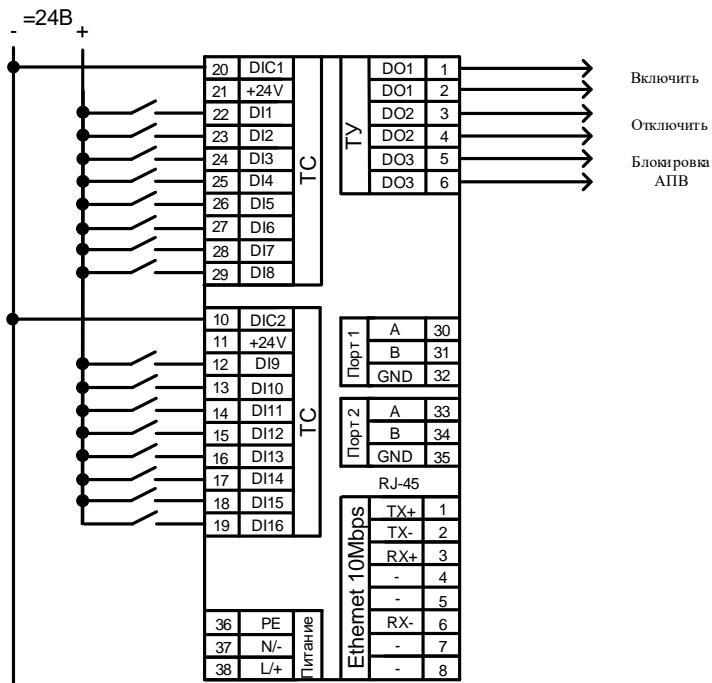 =24В
- +
20 DIC1
21 +24V
22 DI1
23 DI2
24 DI3
25 DI4
26 DI5
27 DI6
28 DI7
29 DI8
ТС
ТУ
DO1 1
DO1 2
DO2 3
DO2 4
DO3 5
DO3 6
Включить
Отключить
Блокировка
АПВ
10 DIC2
11 +24V
12 DI9
13 DI10
14 DI11
15 DI12
16 DI13
17 DI14
18 DI15
19 DI16
ТС
Порт 1
A 30
B 31
GND 32
Порт 2
A 33
B 34
GND 35
RJ-45
Ethernet 10Mbps
TX+ 1
TX- 2
RX+ 3
- 4
- 5
RX- 6
- 7
- 8
36 PE
37 N/-
38 L/+
Питание